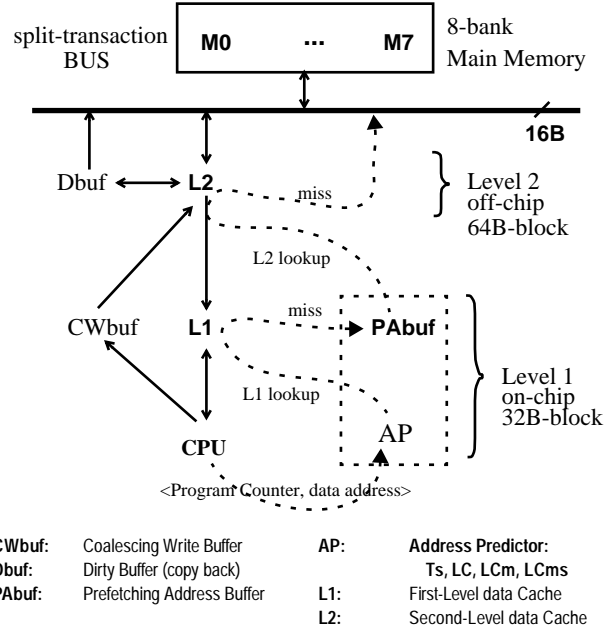 split-transaction
BUS
M0 ... M7
8-bank
Main Memory
16B
Dbuf
L2
miss
Level 2
off-chip
64B-block
L2 lookup
CWbuf
L1
miss
PAbuf
L1 lookup
Level 1
on-chip
32B-block
CPU
AP
<Program Counter, data address>
CWbuf: Coalescing Write Buffer
Dbuf: Dirty Buffer (copy back)
PAbuf: Prefetching Address Buffer
AP: Address Predictor:
Ts, LC, LCm, LCms
L1: First-Level data Cache
L2: Second-Level data Cache